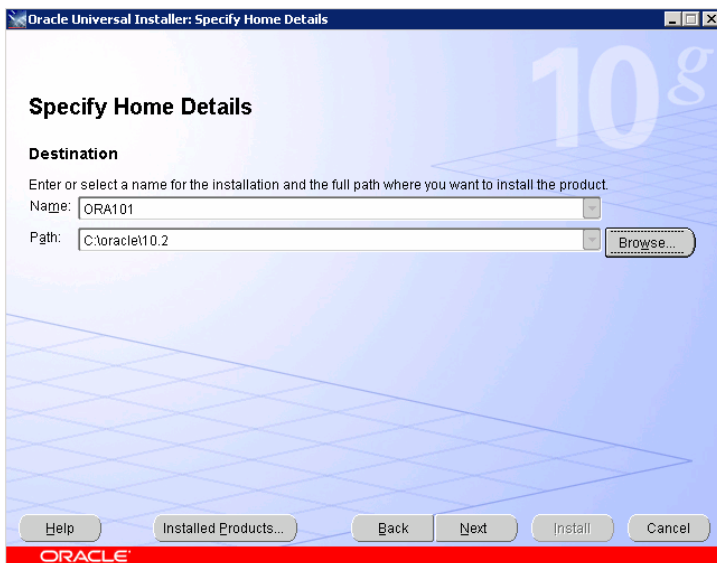 Oracle Universal Installer: Specify Home Details
10g
Specify Home Details
Destination
Enter or select a name for the installation and the full path where you want to install the product.
Name: ORA101
Path: C:\oracle\10.2 Browse...
Help Installed Products... Back Next Install Cancel
ORACLE